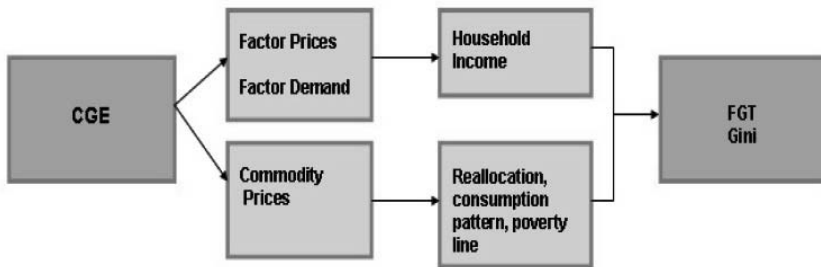 CGE
Factor Prices
Factor Demand
Household
Income
Commodity
Prices
Reallocation,
consumption
pattern, poverty
line
FGT
Gini